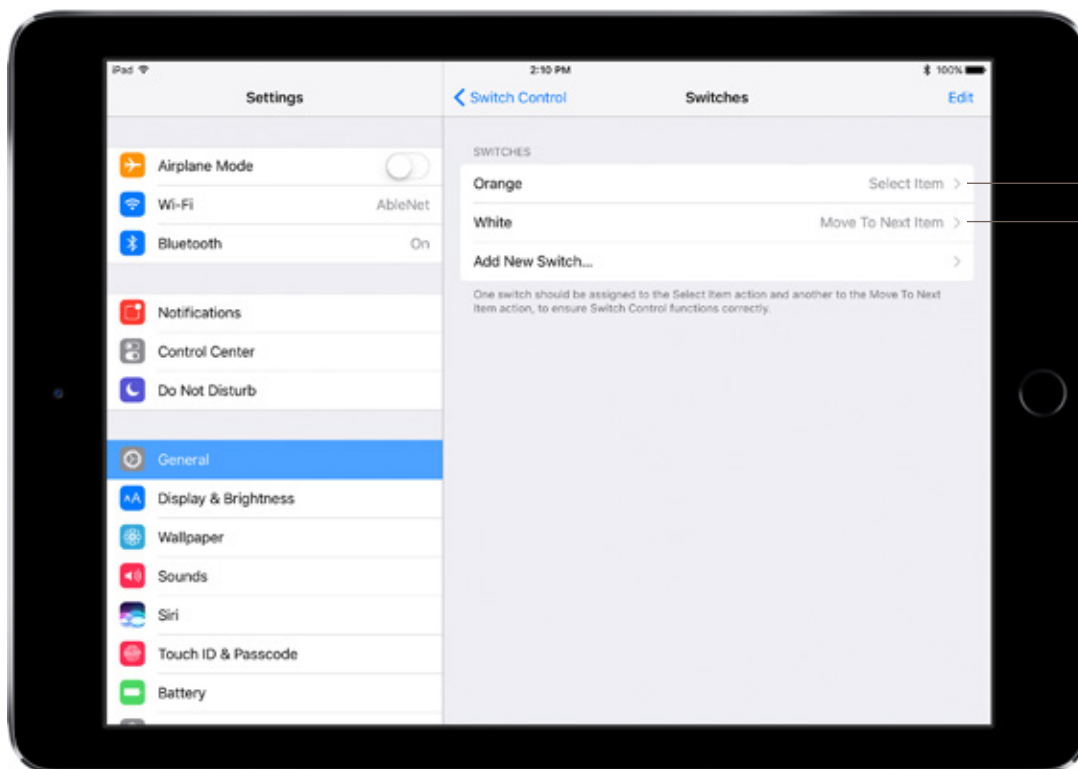 iPad
2:10 PM
100%
Settings
Switch Control
Switches
Edit
Airplane Mode
Wi-Fi
AbleNet
Bluetooth
On
Notifications
Control Center
Do Not Disturb
General
Display & Brightness
Wallpaper
Sounds
Siri
Touch ID & Passcode
Battery
SWITCHES
Orange
Select Item
White
Move To Next Item
Add New Switch...
One switch should be assigned to the Select Item action and another to the Move To Next
Item action, to ensure Switch Control functions correctly.